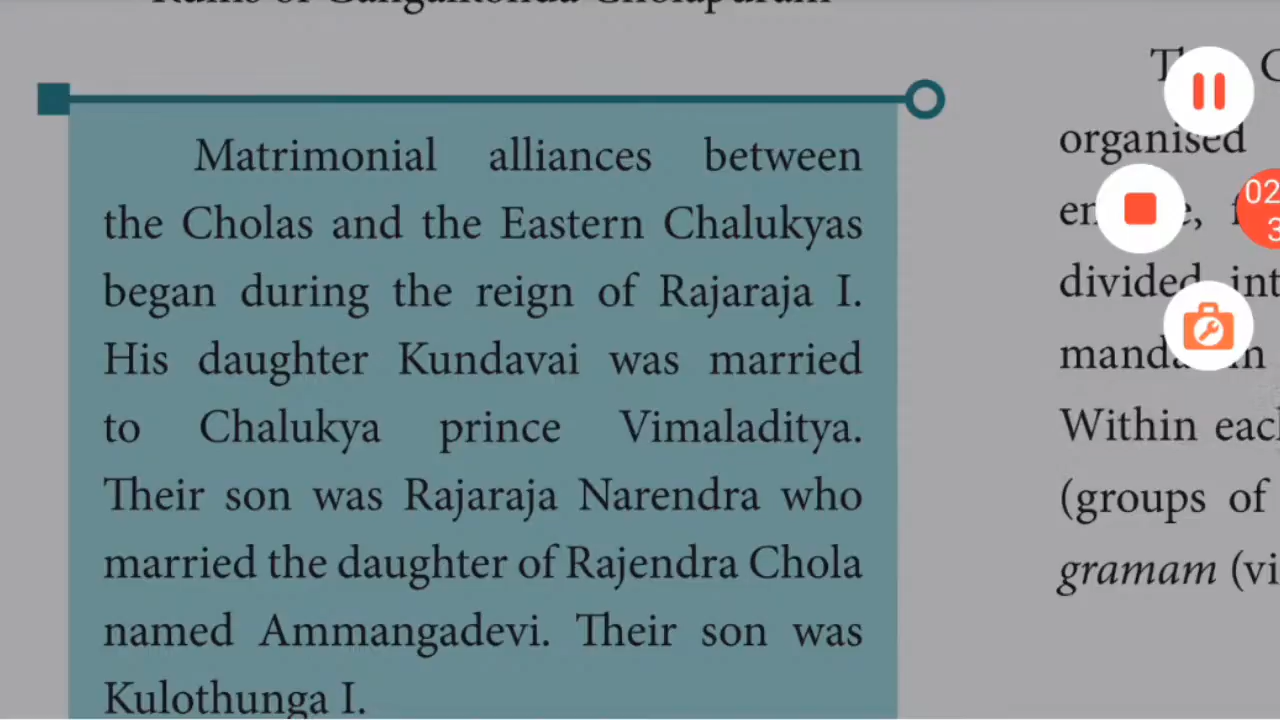 Matrimonial alliances between
the Cholas and the Eastern Chalukyas
began during the reign of Rajaraja I.
His daughter Kundavai was married
to Chalukya prince Vimaladitya.
Their son was Rajaraja Narendra who
married the daughter of Rajendra Chola
named Ammangadevi. Their son was
Kulothunga I.
organised
divided
Within
(groups of
gramam
02
3